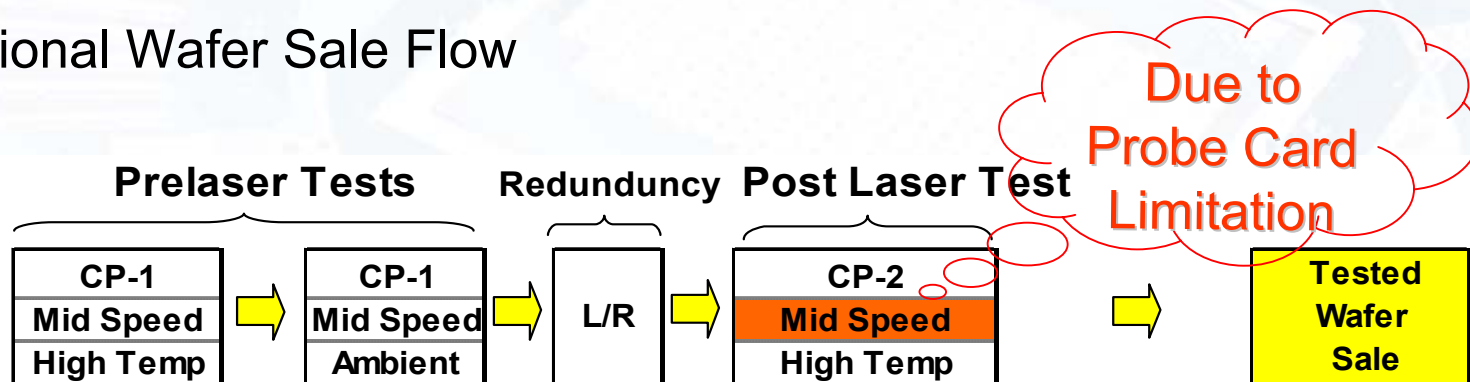 ional Wafer Sale Flow
Due to
Probe Card
Limitation
Prelaser Tests
Redunduncy
Post Laser Test
CP-1
Mid Speed
High Temp
CP-1
Mid Speed
Ambient
L/R
CP-2
Mid Speed
High Temp
Tested
Wafer
Sale